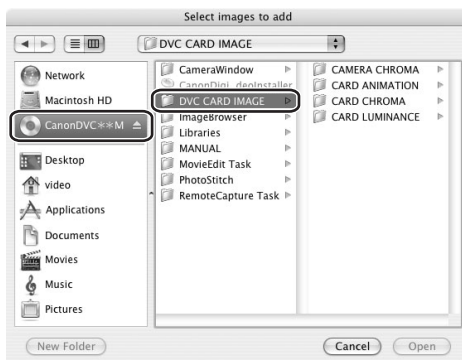 Select images to add
DVC CARD IMAGE
Network
Macintosh HD
CanonDVC**M
Desktop
video
Applications
Documents
Movies
Music
Pictures
CameraWindow
CanonDigi deoInstaller
DVC CARD IMAGE
ImageBrowser
Libraries
MANUAL
MovieEdit Task
PhotoStitch
RemoteCapture Task
CAMERA CHROMA
CARD ANIMATION
CARD CHROMA
CARD LUMINANCE
New Folder
Cancel
Open